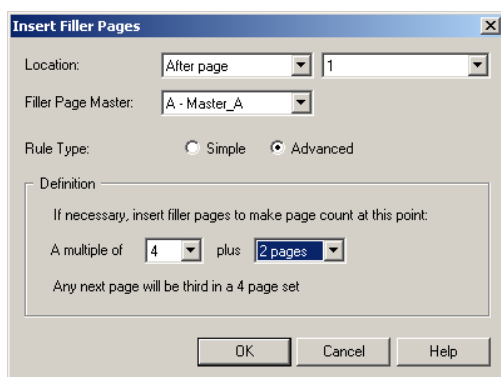 Insert Filler Pages
Location: After page 1
Filler Page Master: A - Master_A
Rule Type: Simple Advanced
Definition
If necessary, insert filler pages to make page count at this point:
A multiple of 4 plus 2 pages
Any next page will be third in a 4 page set
OK Cancel Help